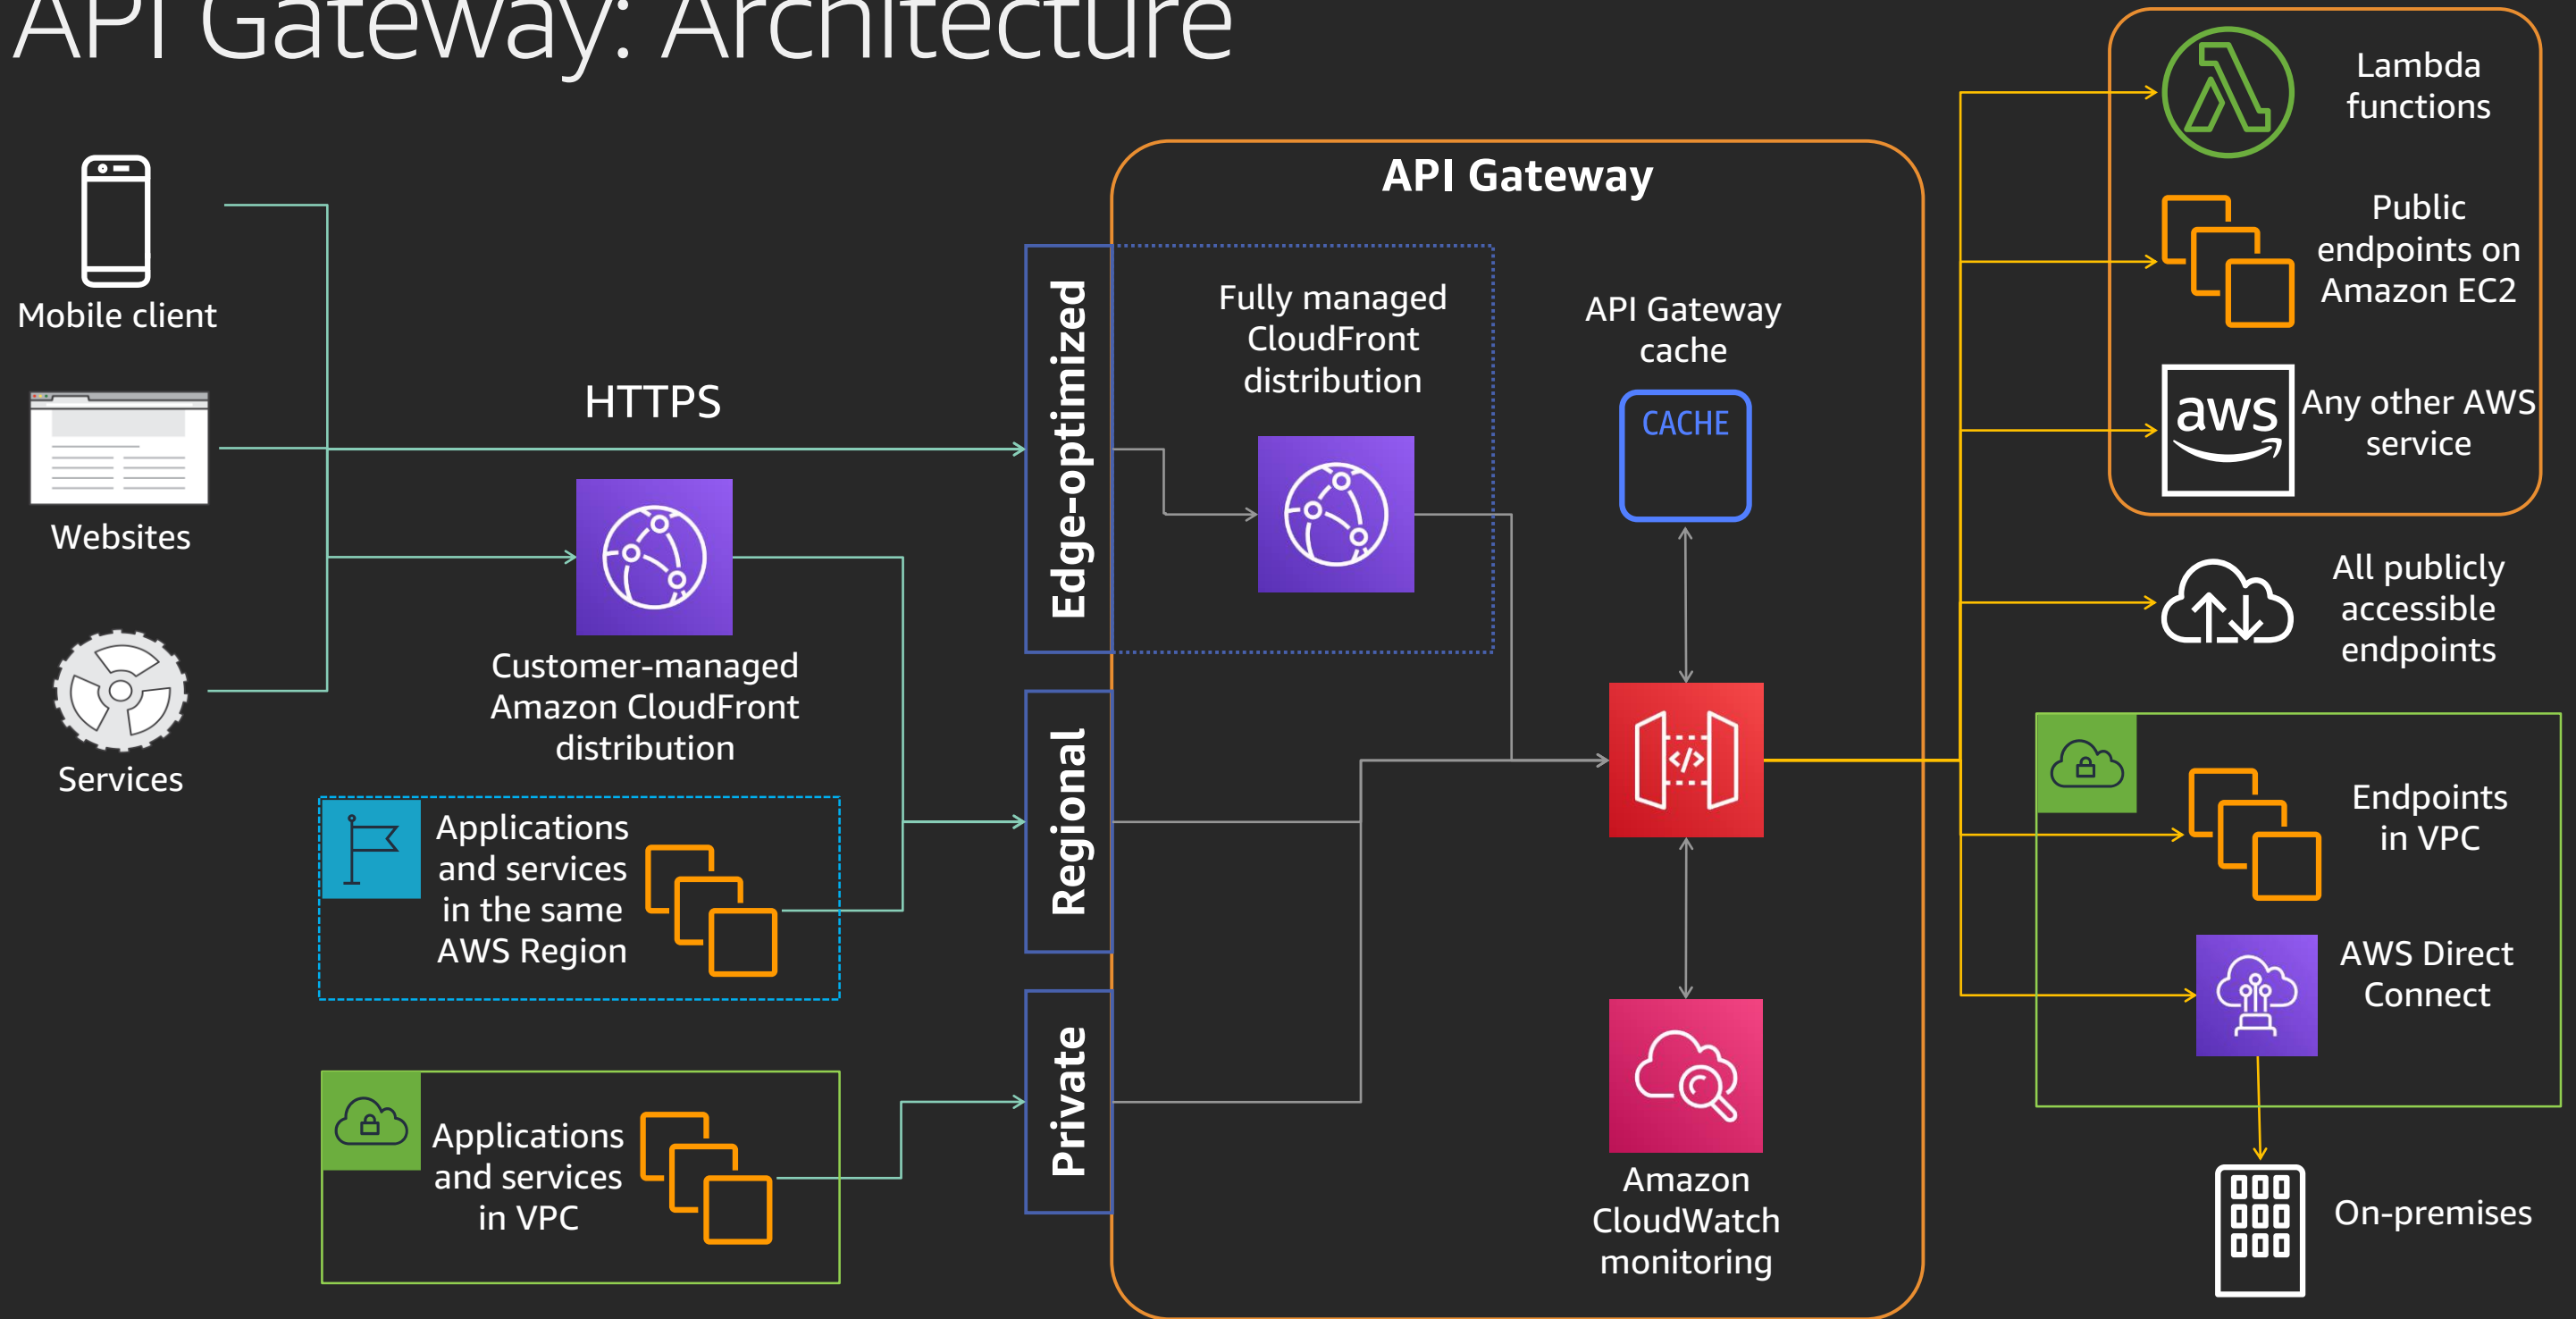 API Gateway: Architecture
Mobile client
Websites
Services
HTTPS
Customer-managed
Amazon CloudFront
distribution
Applications
and services
in the same
AWS Region
Applications
and services
in VPC
Edge-optimized
Regional
Private
API Gateway
Fully managed
CloudFront
distribution
API Gateway
cache
CACHE
</>
Amazon
CloudWatch
monitoring
Lambda
functions
Public
endpoints on
Amazon EC2
aws
Any other AWS
service
All publicly
accessible
endpoints
Endpoints
in VPC
AWS Direct
Connect
On-premises